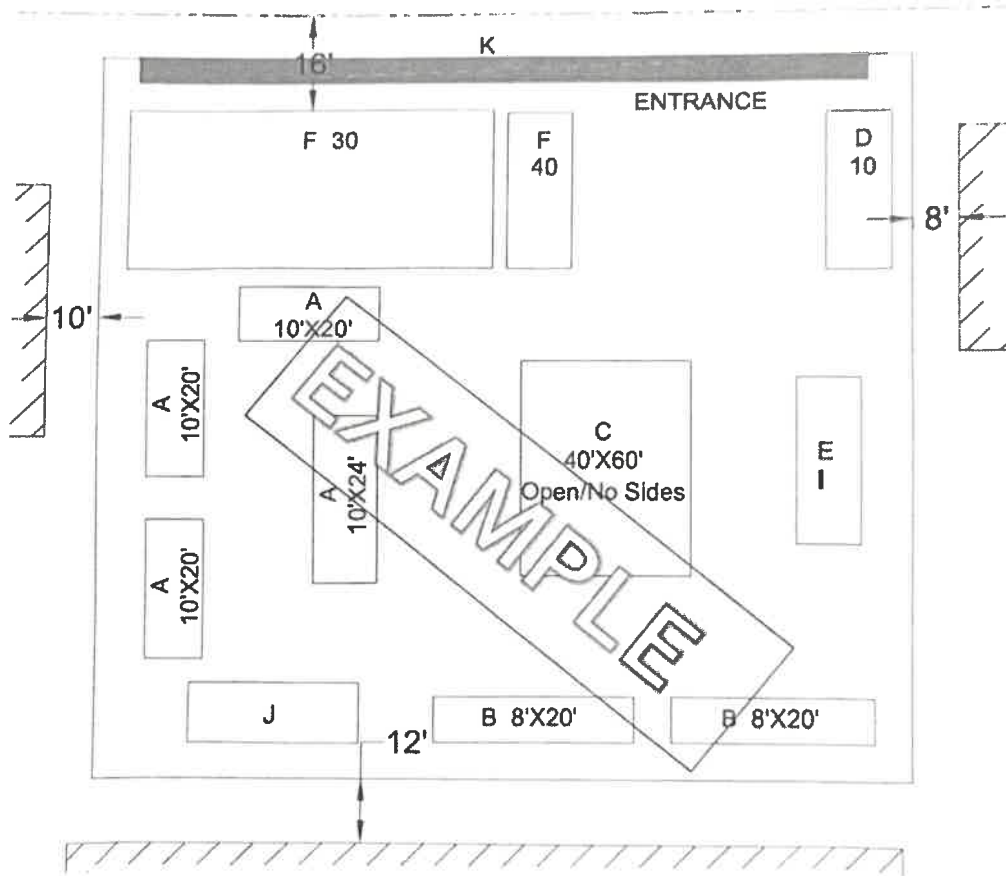 K
16'
ENTRANCE
F 30
F
40
D
10
8'
10'
A
10'X20'
A
10'X20'
A
10'X24'
C
40'X60'
Open/No Sides
E
I
A
10'X20'
EXAMPLE
J
B 8'X20'
B 8'X20'
12'